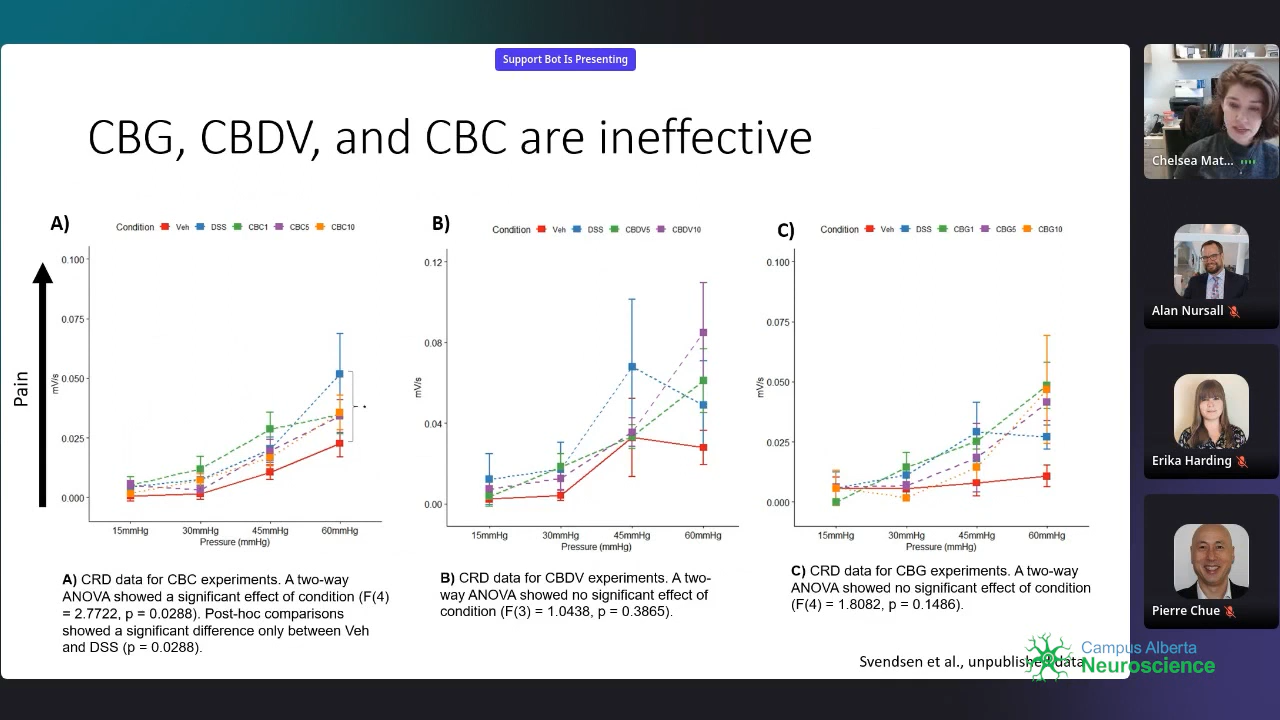 Support Bot Is Presenting
CBG, CBDV, and CBC are ineffective
A)
Condition Veh DSS CBC1 CBC5 CBC10
Pain
mV/s
0.100
0.075
0.050
0.025
0.000
*
15mmHg 30mmHg 45mmHg 60mmHg
Pressure (mmHg)
A) CRD data for CBC experiments. A two-way
ANOVA showed a significant effect of condition (F(4)
= 2.7722, p = 0.0288). Post-hoc comparisons
showed a significant difference only between Veh
and DSS (p = 0.0288).
B)
Condition Veh DSS CBDV5 CBDV10
mV/s
0.12
0.08
0.04
0.00
15mmHg 30mmHg 45mmHg 60mmHg
Pressure (mmHg)
B) CRD data for CBDV experiments. A two-
way ANOVA showed no significant effect of
condition (F(3) = 1.0438, p = 0.3865).
C)
Condition Veh DSS CBG1 CBG5 CBG10
mV/s
0.100
0.075
0.050
0.025
0.000
15mmHg 30mmHg 45mmHg 60mmHg
Pressure (mmHg)
C) CRD data for CBG experiments. A two-way
ANOVA showed no significant effect of condition
(F(4) = 1.8082, p = 0.1486).
Svendsen et al., unpublished data
Campus Alberta
Neuroscience
Chelsea Mat...
Alan Nursall
Erika Harding
Pierre Chue